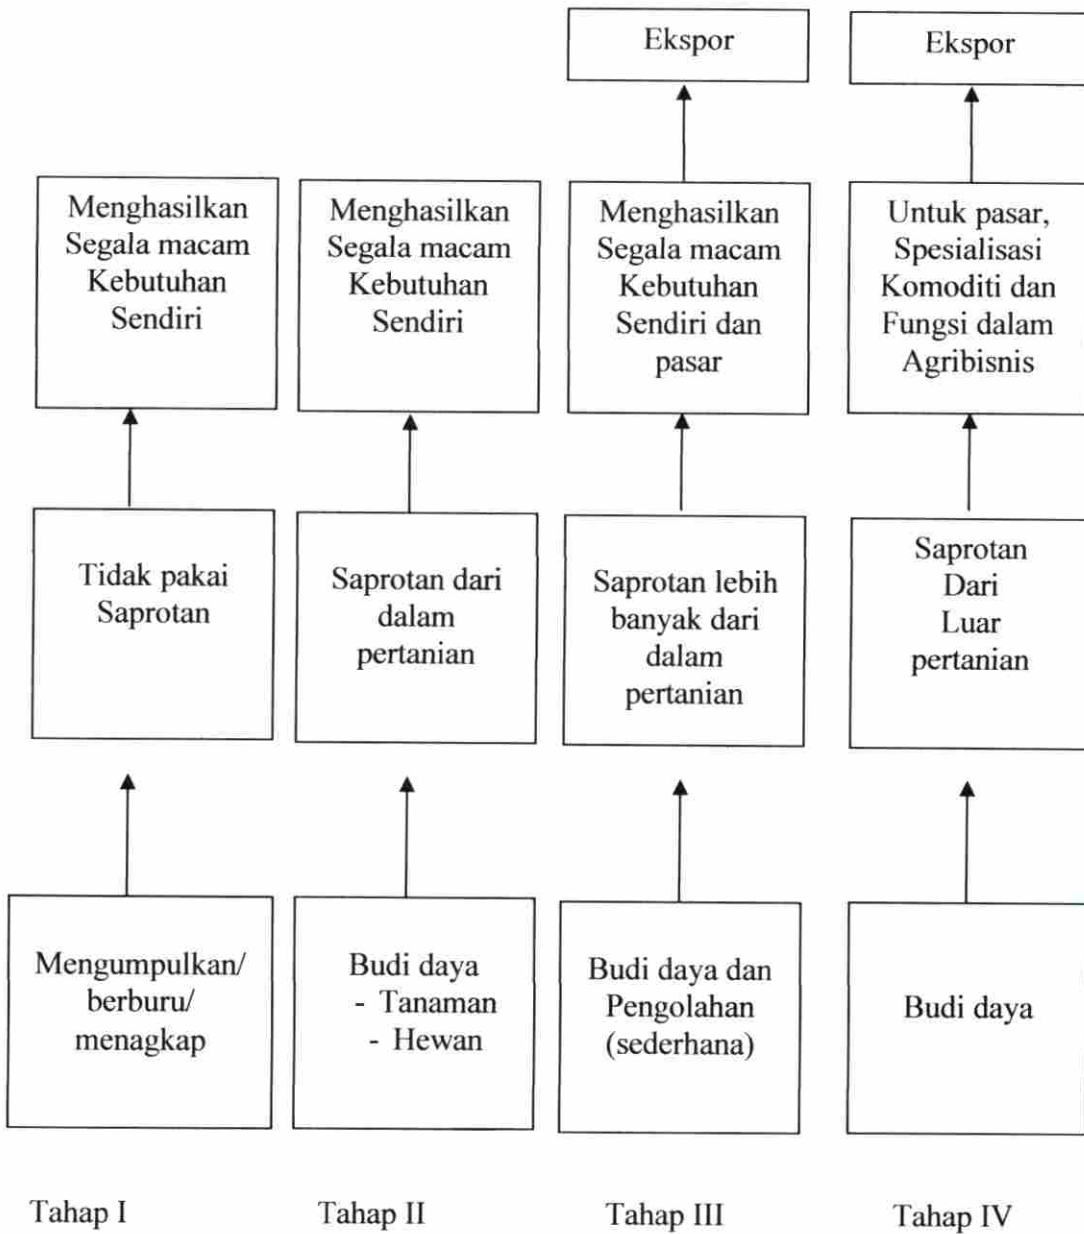 Ekspor
Ekspor
Menghasilkan
Segala macam
Kebutuhan
Sendiri
Menghasilkan
Segala macam
Kebutuhan
Sendiri
Menghasilkan
Segala macam
Kebutuhan
Sendiri dan
pasar
Untuk pasar,
Spesialisasi
Komoditi dan
Fungsi dalam
Agribisnis
Tidak pakai
Saprotan
Saprotan dari
dalam
pertanian
Saprotan lebih
banyak dari
dalam
pertanian
Saprotan
Dari
Luar
pertanian
Mengumpulkan/
berburu/
menagkap
Budi daya
- Tanaman
- Hewan
Budi daya dan
Pengolahan
(sederhana)
Budi daya
Tahap I
Tahap II
Tahap III
Tahap IV